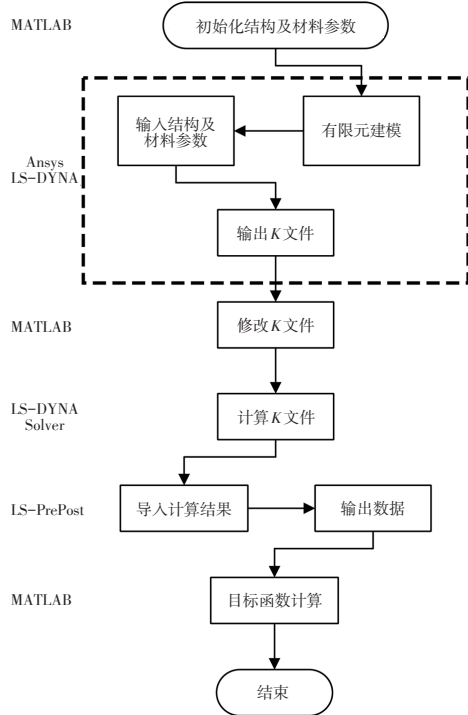 MATLAB
初始化结构及材料参数
输入结构及
材料参数
有限元建模
Ansys
LS-DYNA
输出K文件
MATLAB
修改K文件
LS-DYNA
Solver
计算K文件
LS-PrePost
导入计算结果
输出数据
MATLAB
目标函数计算
结束